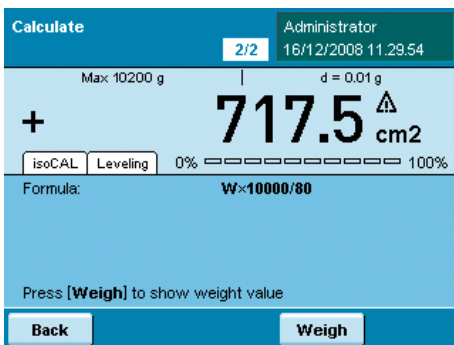 Calculate
Administrator
2/2
16/12/2008 11.29.54
Max 10200 g
d = 0.01 g
+ 717.5 cm2
isoCAL Leveling 0% 100%
Formula: W×10000/80
Press [Weigh] to show weight value
Back Weigh